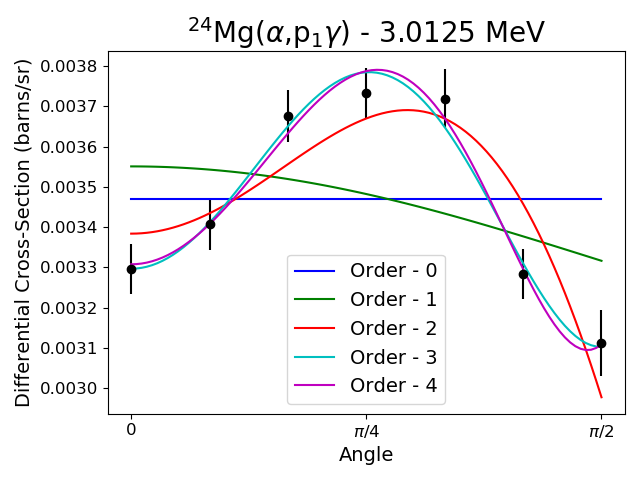 ²⁴Mg(α,p₁γ) - 3.0125 MeV
Differential Cross-Section (barns/sr)
0.0038
0.0037
0.0036
0.0035
0.0034
0.0033
0.0032
0.0031
0.0030
Order - 0
Order - 1
Order - 2
Order - 3
Order - 4
0 π/4 π/2
Angle